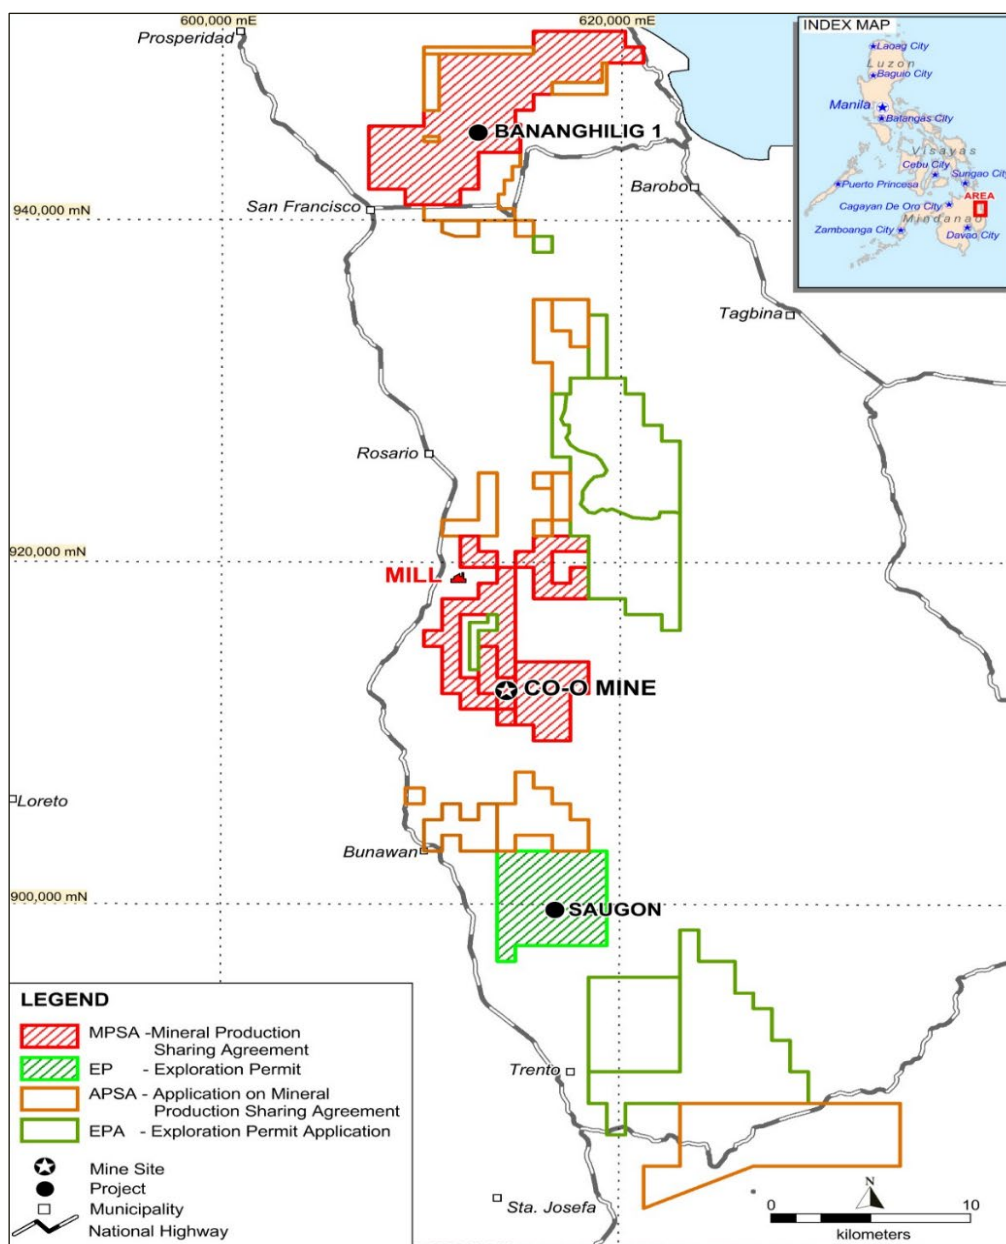 600,000 mE
620,000 mE
Prosperidad
BANANGHILIG 1
Barobo
San Francisco
940,000 mN
Tagbina
Rosario
920,000 mN
MILL
CO-O MINE
Loreto
Bunawan
900,000 mN
SAUGON
Trento
Sta. Josefa
INDEX MAP
Laoag City
Luzon
Baguio City
Manila
Batangas City
Visayas
Cebu City
Surigao City
Puerto Princesa
AREA
Cagayan De Oro City
Mindanao
Zamboanga City
Davao City
LEGEND
MPSA -Mineral Production
Sharing Agreement
EP - Exploration Permit
APSA - Application on Mineral
Production Sharing Agreement
EPA - Exploration Permit Application
Mine Site
Project
Municipality
National Highway
N
0 10
kilometers